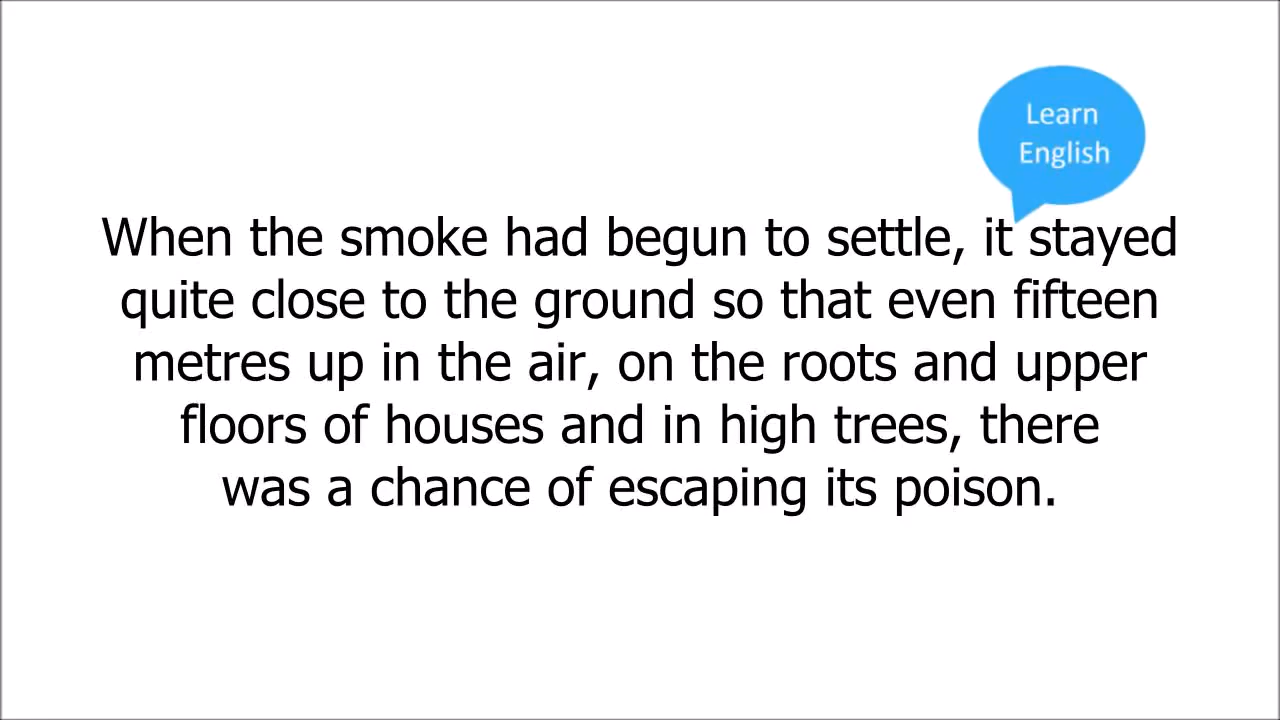 Learn
English
When the smoke had begun to settle, it stayed
quite close to the ground so that even fifteen
metres up in the air, on the roots and upper
floors of houses and in high trees, there
was a chance of escaping its poison.